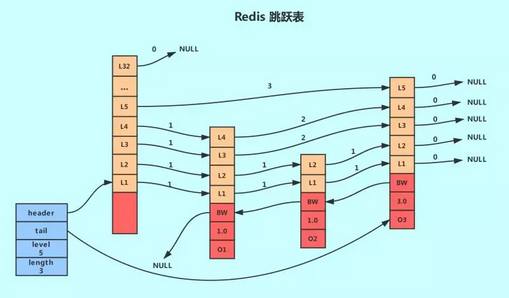 Redis 跳跃表
L32
0
NULL
...
L5
3
L5
0
NULL
L4
1
L4
2
L4
0
NULL
L3
1
L3
2
L3
0
NULL
L2
1
L2
1
L2
1
L2
0
NULL
L1
1
L1
1
L1
1
L1
0
NULL
BW
BW
BW
1.0
1.0
3.0
O1
O2
O3
NULL
header
tail
level
5
length
3